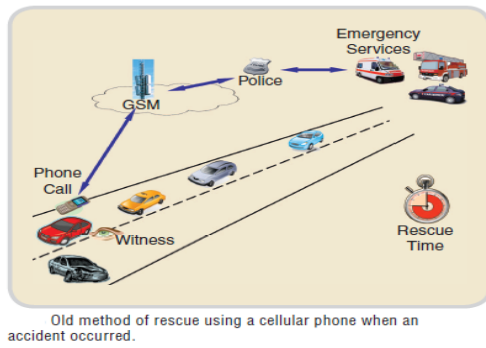 Emergency
Services
Police
GSM
Phone
Call
Witness
Rescue
Time
Old method of rescue using a cellular phone when an
accident occurred.